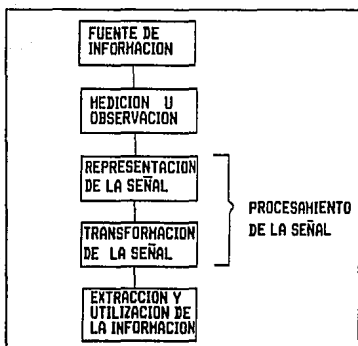 FUENTE DE
INFORMACION
MEDICION U
OBSERVACION
REPRESENTACION
DE LA SEÑAL
TRANSFORMACION
DE LA SEÑAL
PROCESAMIENTO
DE LA SEÑAL
EXTRACCION Y
UTILIZACION DE
LA INFORMACION